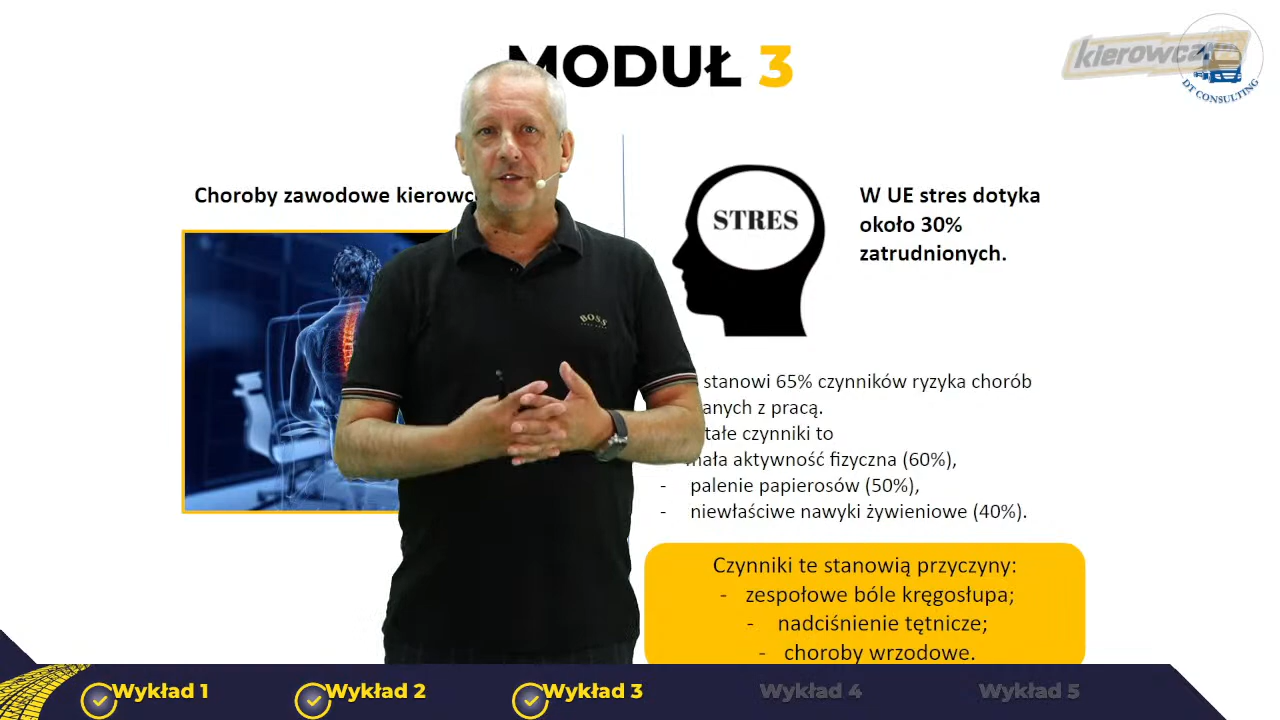 MODUŁ 3
kierowca
DT CONSULTING
Choroby zawodowe kierowc
STRES
W UE stres dotyka
około 30%
zatrudnionych.
BOSS
stanowi 65% czynników ryzyka chorób
anych z pracą.
tałe czynniki to
mała aktywność fizyczna (60%),
- palenie papierosów (50%),
- niewłaściwe nawyki żywieniowe (40%).
Czynniki te stanowią przyczyny:
- zespołowe bóle kręgosłupa;
- nadciśnienie tętnicze;
- choroby wrzodowe.
Wykład 1 Wykład 2 Wykład 3 Wykład 4 Wykład 5